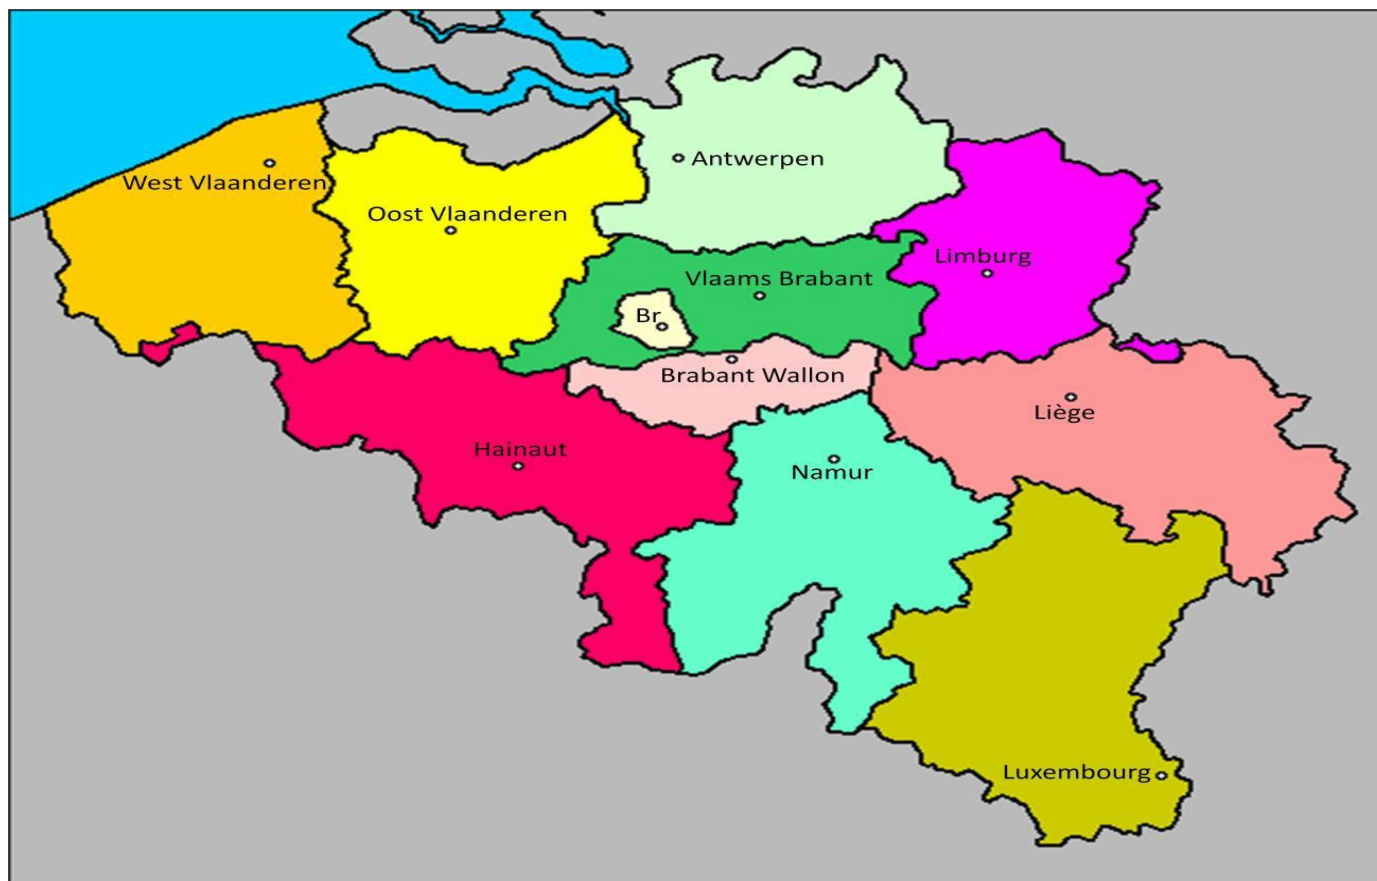 Antwerpen
West Vlaanderen
Oost Vlaanderen
Limburg
Vlaams Brabant
Br
Brabant Wallon
Liège
Hainaut
Namur
Luxembourg